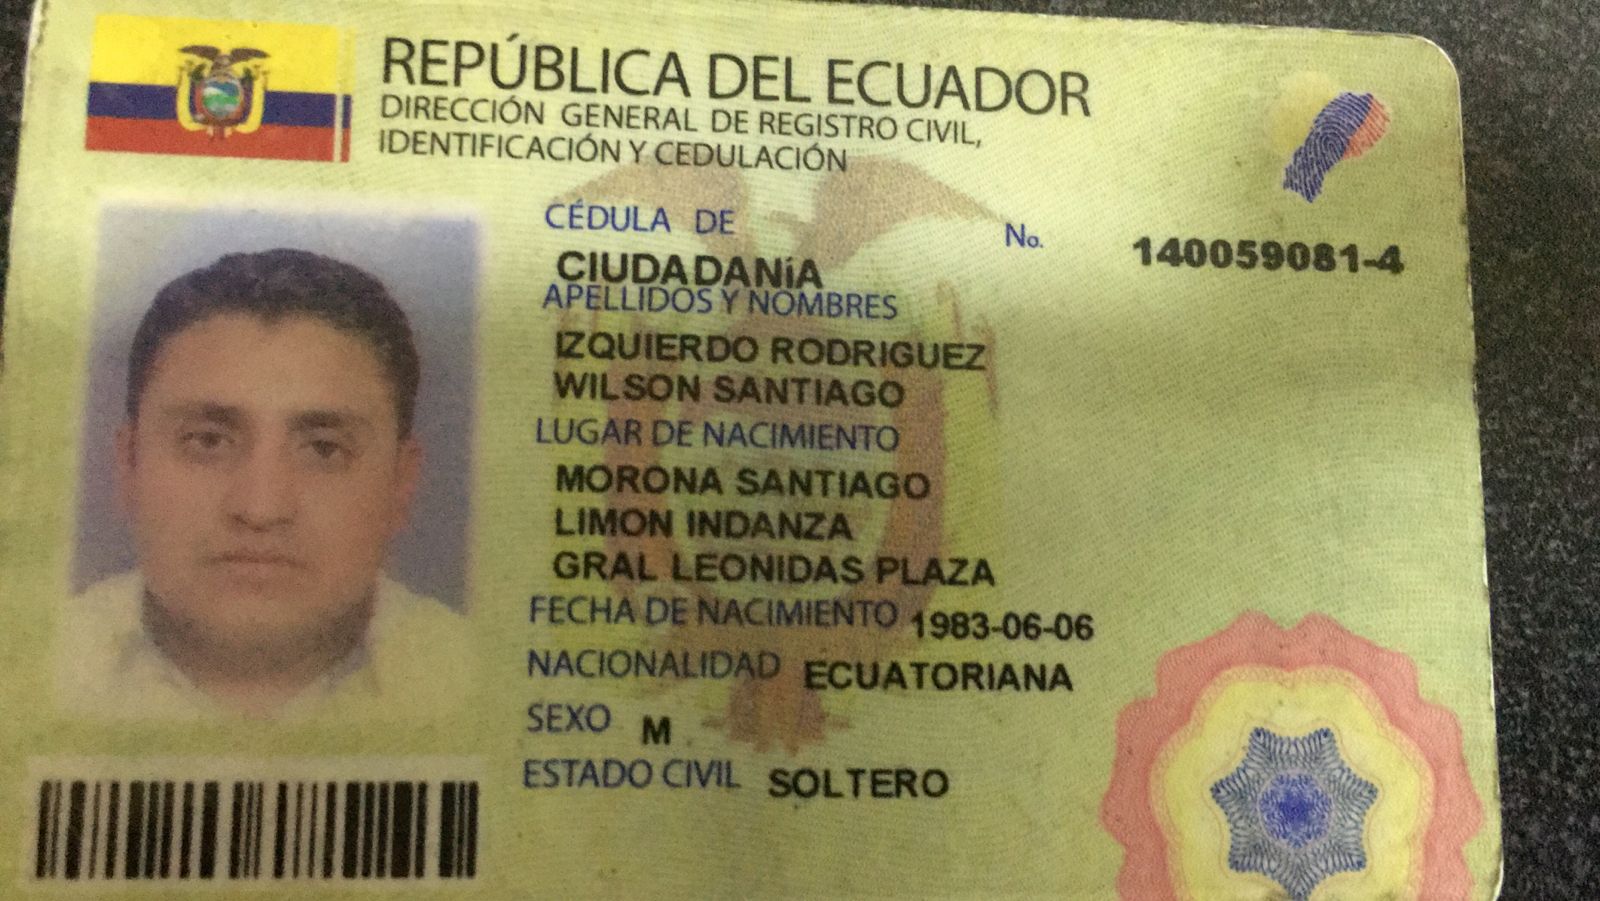 REPÚBLICA DEL ECUADOR
DIRECCIÓN GENERAL DE REGISTRO CIVIL,
IDENTIFICACIÓN Y CEDULACIÓN
CÉDULA DE No. 140059081-4
CIUDADANíA
APELLIDOS Y NOMBRES
IZQUIERDO RODRIGUEZ
WILSON SANTIAGO
LUGAR DE NACIMIENTO
MORONA SANTIAGO
LIMON INDANZA
GRAL LEONIDAS PLAZA
FECHA DE NACIMIENTO 1983-06-06
NACIONALIDAD ECUATORIANA
SEXO M
ESTADO CIVIL SOLTERO